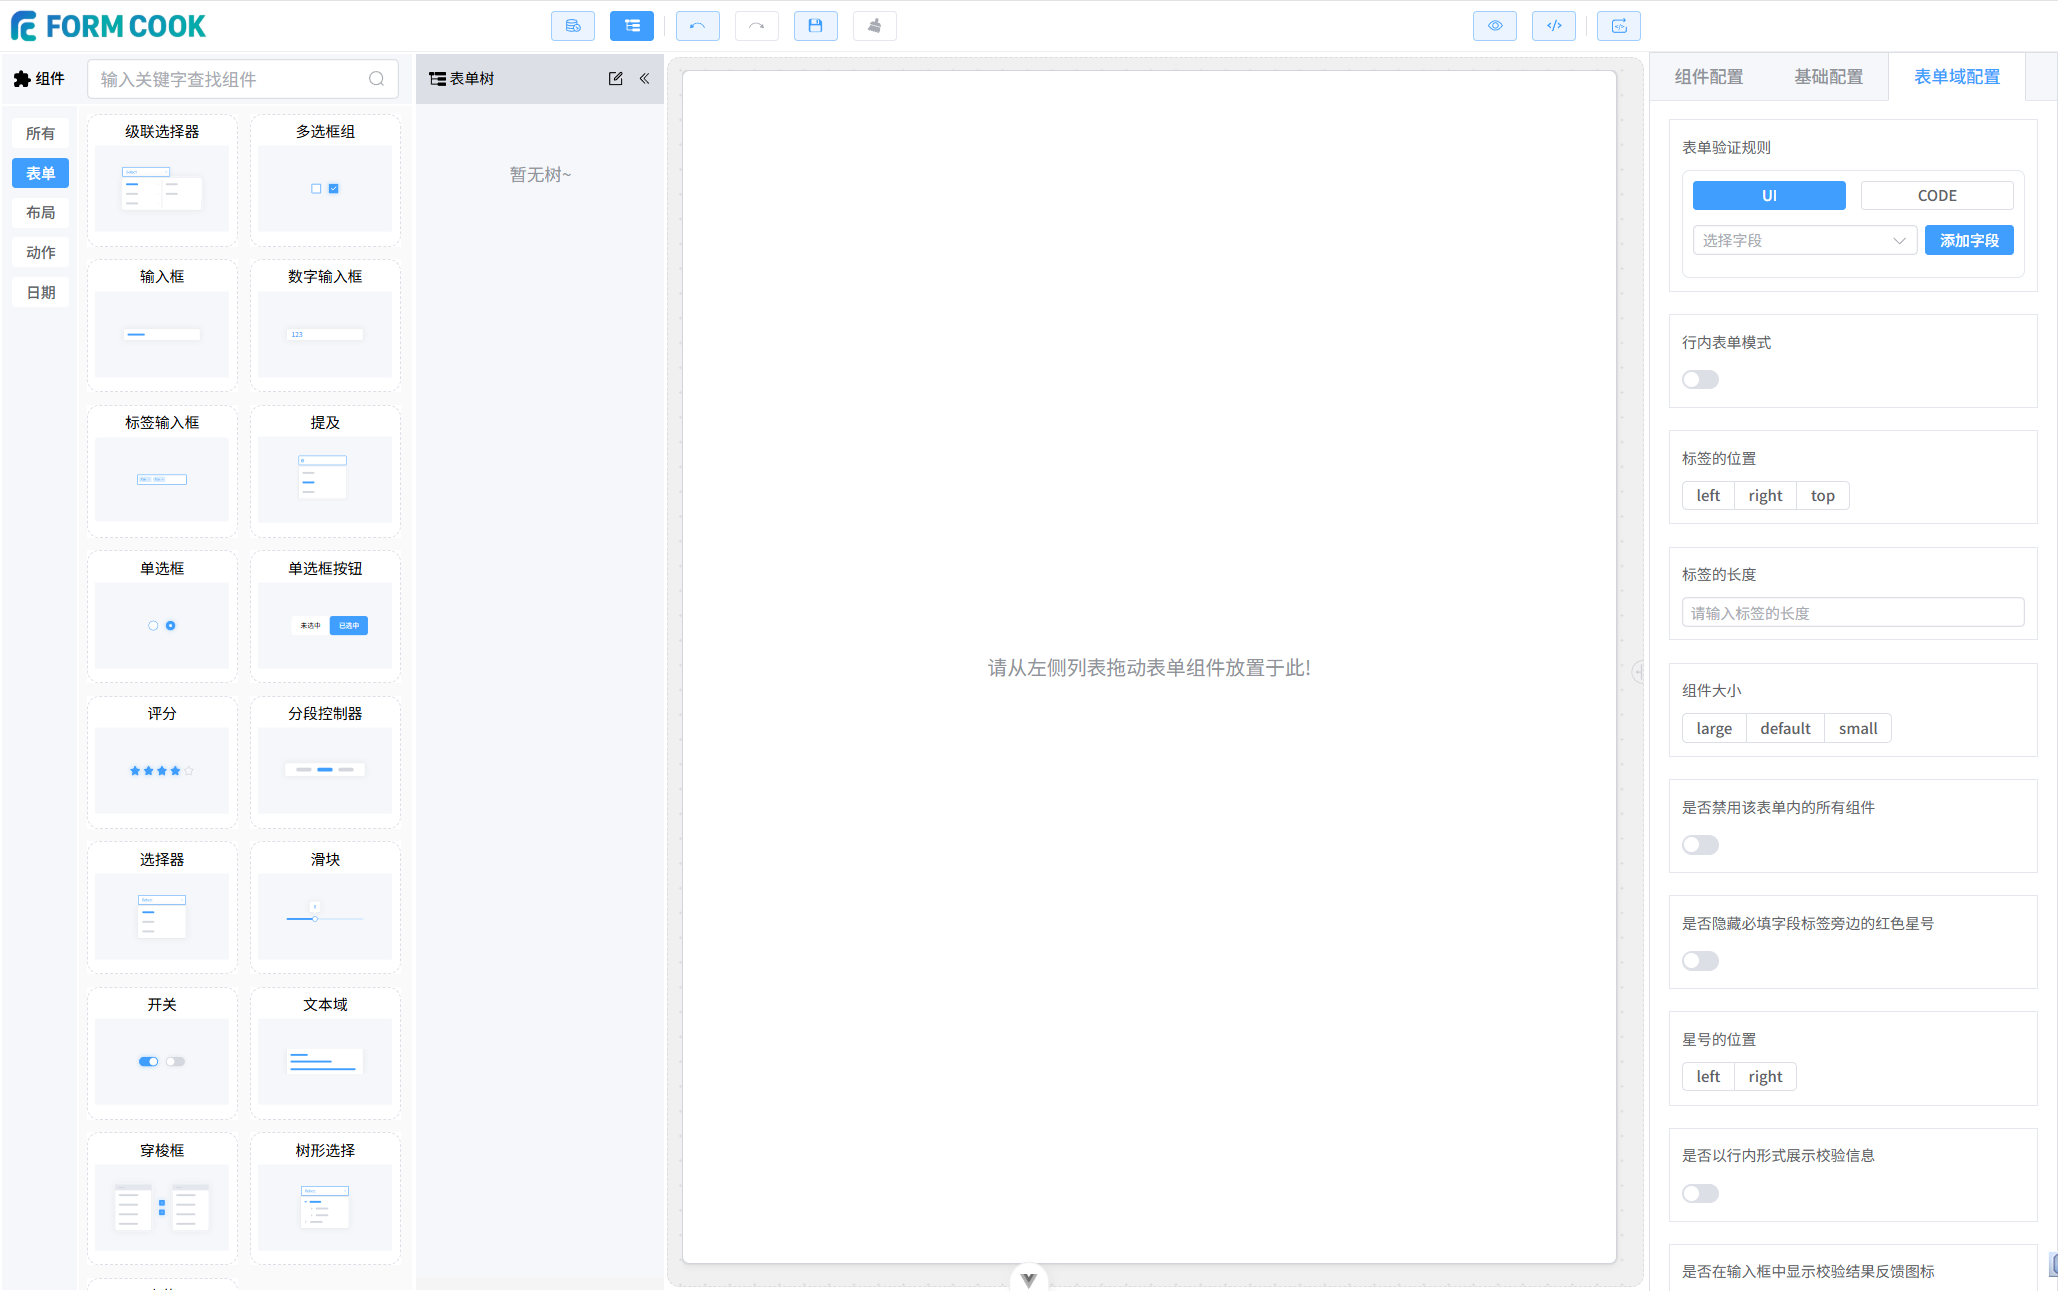 FORM COOK
组件
输入关键字查找组件
所有
表单
布局
动作
日期
级联选择器
多选框组
Select
输入框
数字输入框
123
标签输入框
提及
单选框
单选框按钮
未选中
已选中
评分
分段控制器
选择器
滑块
开关
文本域
穿梭框
树形选择
表单树
暂无树~
请从左侧列表拖动表单组件放置于此!
组件配置
基础配置
表单域配置
表单验证规则
UI
CODE
选择字段
添加字段
行内表单模式
标签的位置
left
right
top
标签的长度
请输入标签的长度
组件大小
large
default
small
是否禁用该表单内的所有组件
是否隐藏必填字段标签旁边的红色星号
星号的位置
left
right
是否以行内形式展示校验信息
是否在输入框中显示校验结果反馈图标